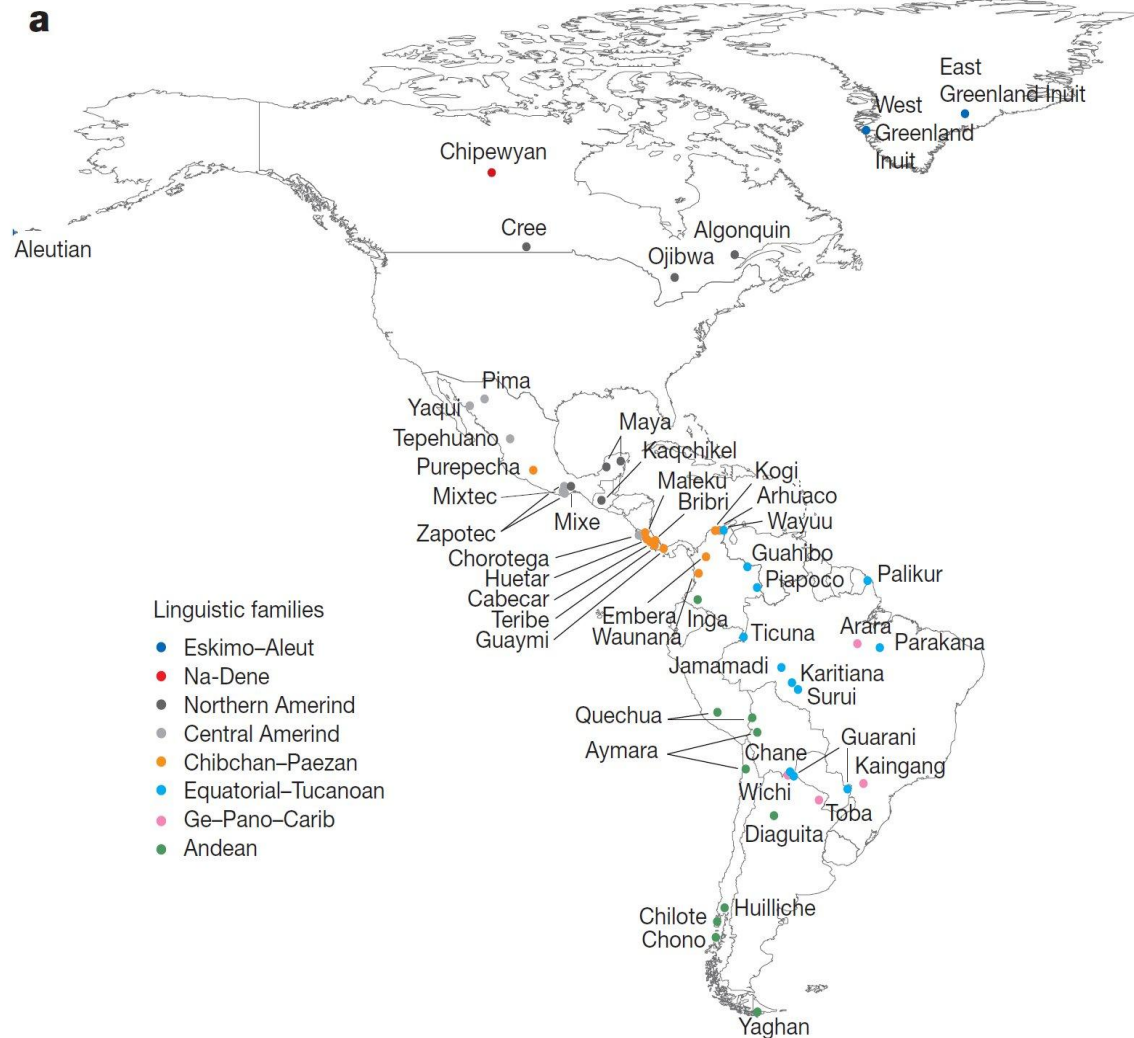 a
East
Greenland Inuit
West
Greenland
Inuit
Chipewyan
Cree
Algonquin
Ojibwa
Aleutian
Pima
Yaqui
Maya
Tepehuano
Kaqchikel
Purepecha
Kogi
Maleku
Arhuaco
Mixtec
Bribri
Wayuu
Mixe
Zapotec
Chorotega
Guahibo
Huetar
Piapoco
Palikur
Cabecar
Teribe
Embera
Inga
Guaymi
Waunana
Ticuna
Arara
Parakana
Jamamadi
Karitiana
Surui
Quechua
Guarani
Aymara
Chane
Kaingang
Wichi
Toba
Diaguita
Linguistic families
Eskimo–Aleut
Na-Dene
Northern Amerind
Central Amerind
Chibchan–Paezan
Equatorial–Tucanoan
Ge–Pano–Carib
Andean
Huilliche
Chilote
Chono
Yaghan